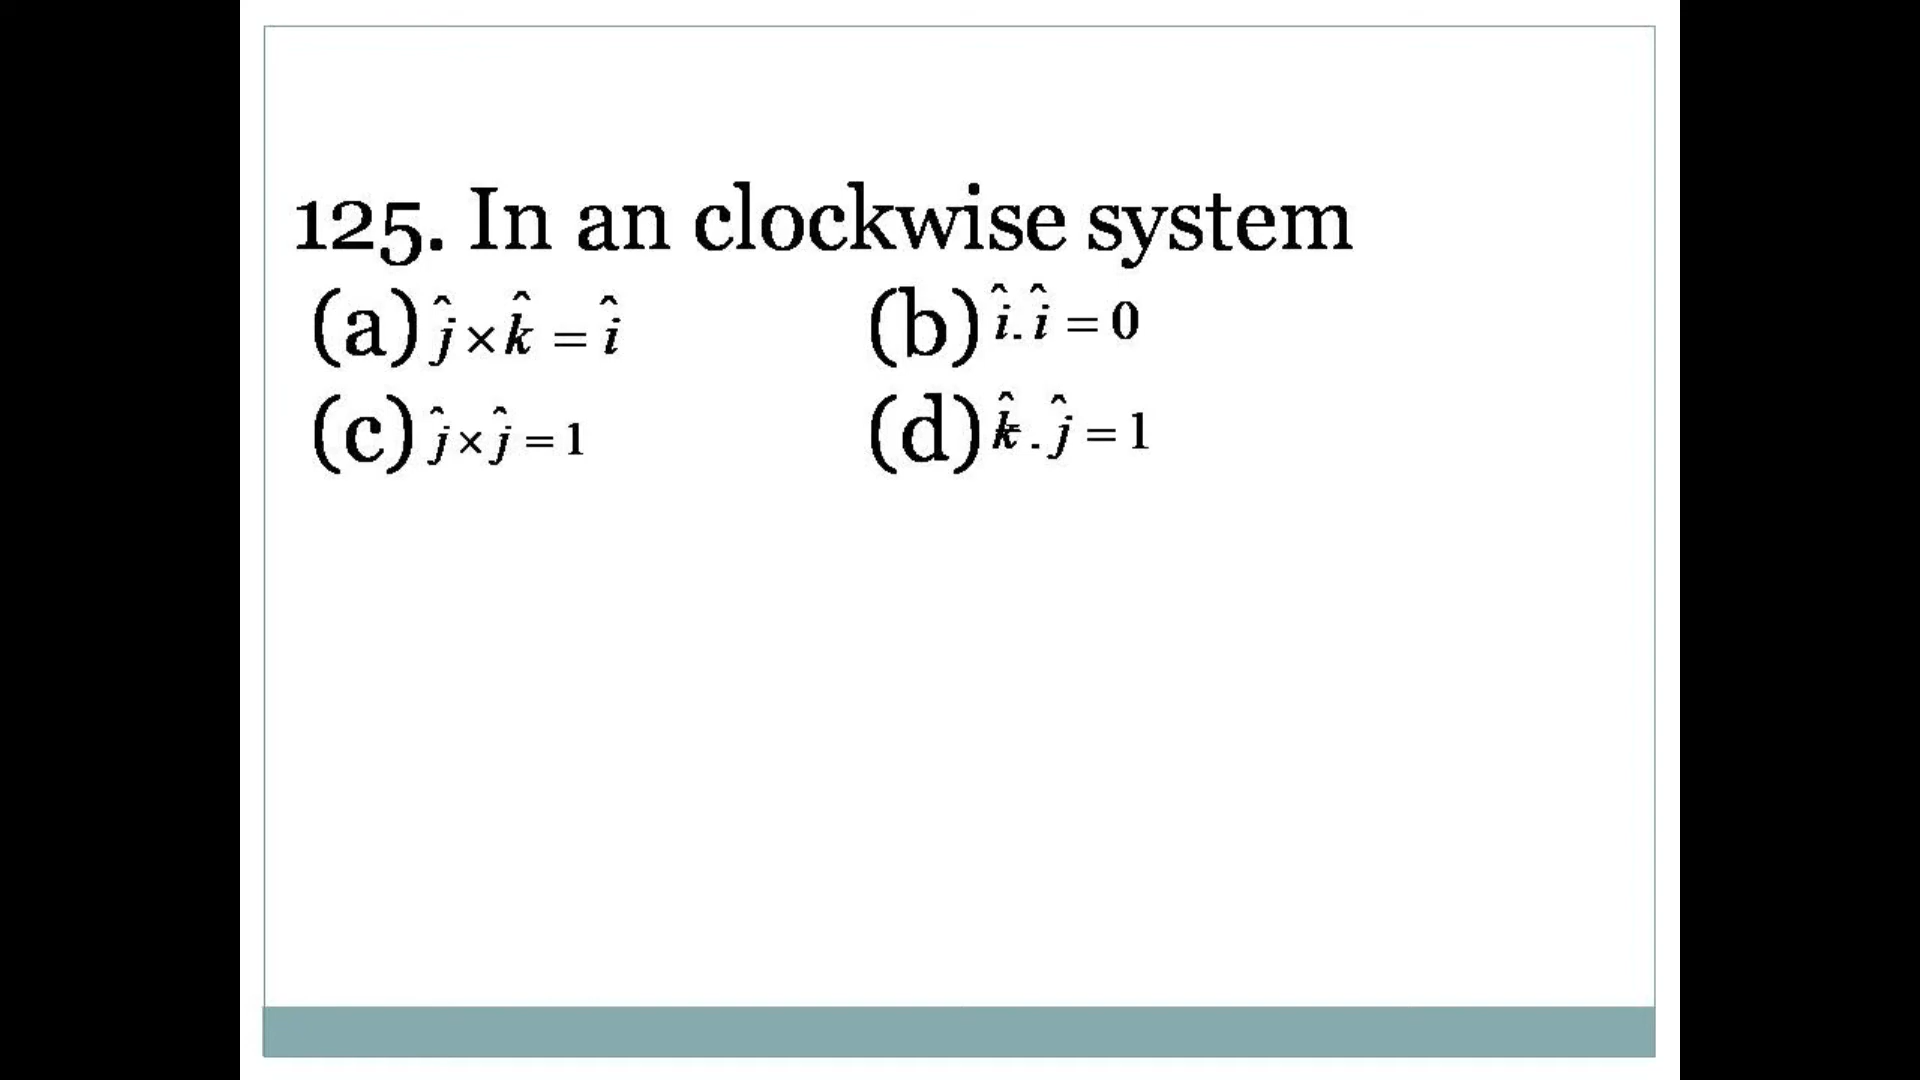 125. In an clockwise system
(a) ĵ × k̂ = î (b) î. î = 0
(c) ĵ × ĵ = 1 (d) k̂ . ĵ = 1